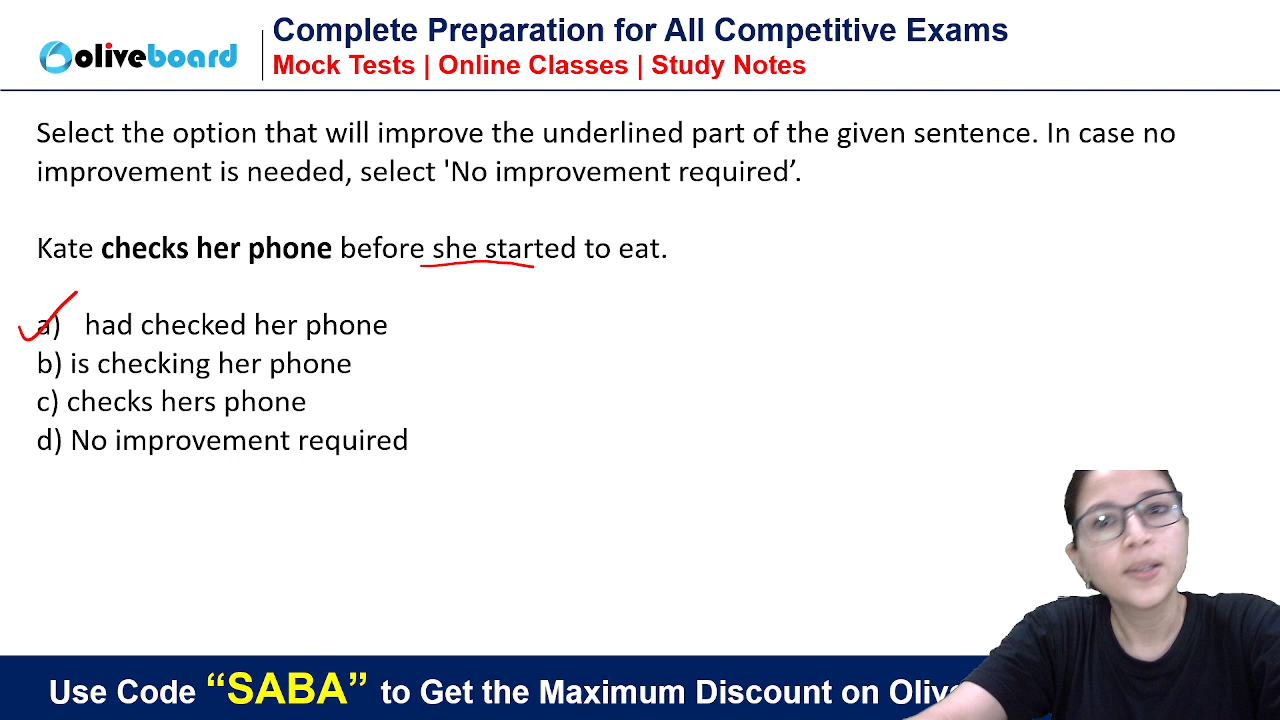 oliveboard
Complete Preparation for All Competitive Exams
Mock Tests | Online Classes | Study Notes
Select the option that will improve the underlined part of the given sentence. In case no
improvement is needed, select 'No improvement required’.
Kate checks her phone before she started to eat.
a) had checked her phone
b) is checking her phone
c) checks hers phone
d) No improvement required
Use Code “SABA” to Get the Maximum Discount on